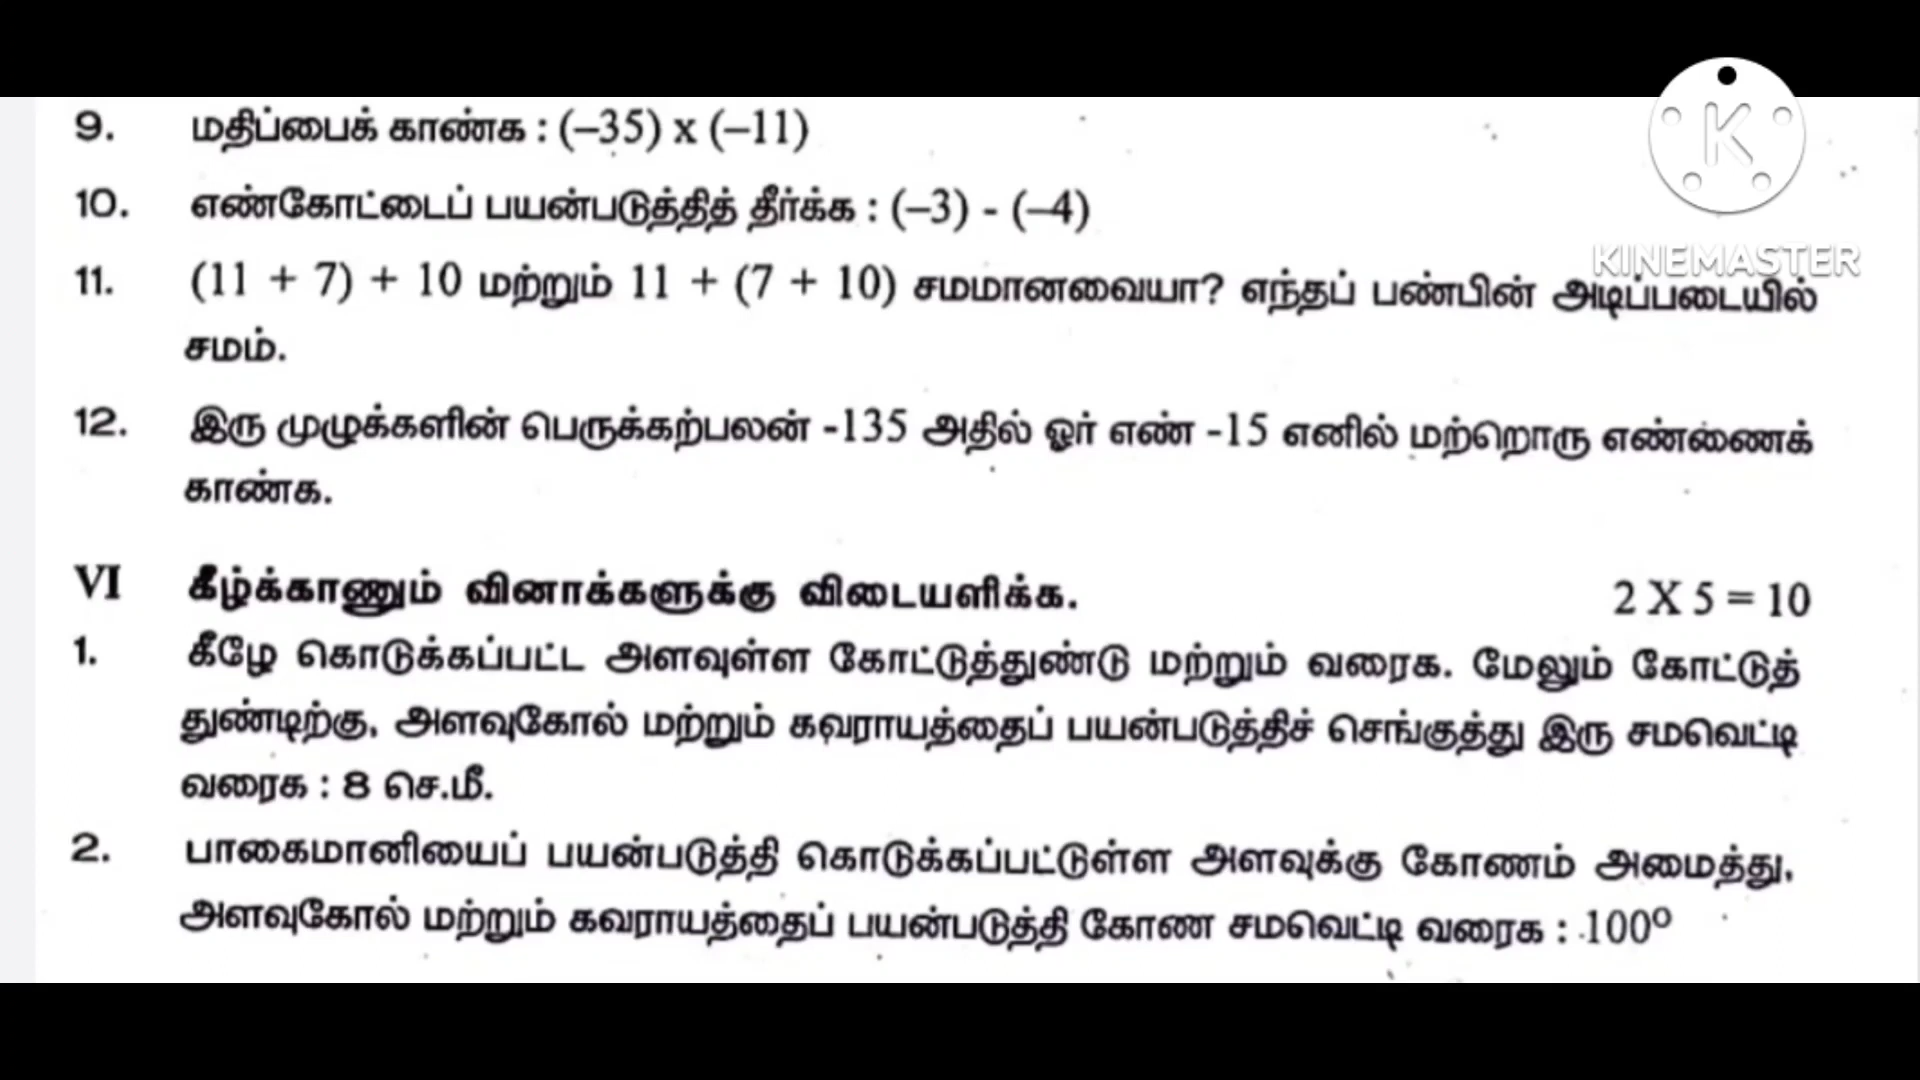 9. மதிப்பைக் காண்க : (–35) x (–11)
10. எண்கோட்டைப் பயன்படுத்தித் தீர்க்க : (–3) - (–4)
11. (11 + 7) + 10 மற்றும் 11 + (7 + 10) சமமானவையா? எந்தப் பண்பின் அடிப்படையில்
சமம்.
12. இரு முழுக்களின் பெருக்கற்பலன் -135 அதில் ஓர் எண் -15 எனில் மற்றொரு எண்ணைக்
காண்க.
VI கீழ்க்காணும் வினாக்களுக்கு விடையளிக்க. 2 X 5 = 10
1. கீழே கொடுக்கப்பட்ட அளவுள்ள கோட்டுத்துண்டு மற்றும் வரைக. மேலும் கோட்டுத்
துண்டிற்கு, அளவுகோல் மற்றும் கவராயத்தைப் பயன்படுத்திச் செங்குத்து இரு சமவெட்டி
வரைக : 8 செ.மீ.
2. பாகைமானியைப் பயன்படுத்தி கொடுக்கப்பட்டுள்ள அளவுக்கு கோணம் அமைத்து,
அளவுகோல் மற்றும் கவராயத்தைப் பயன்படுத்தி கோண சமவெட்டி வரைக : 100⁰
K
KINEMASTER